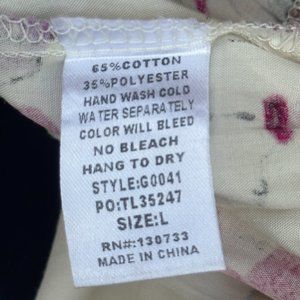 65%COTTON
35%POLYESTER
HAND WASH COLD
WATER SEPARATELY
COLOR WILL BLEED
NO BLEACH
HANG TO DRY
STYLE:G0041
PO:TL35247
SIZE:L
RN#:130733
MADE IN CHINA